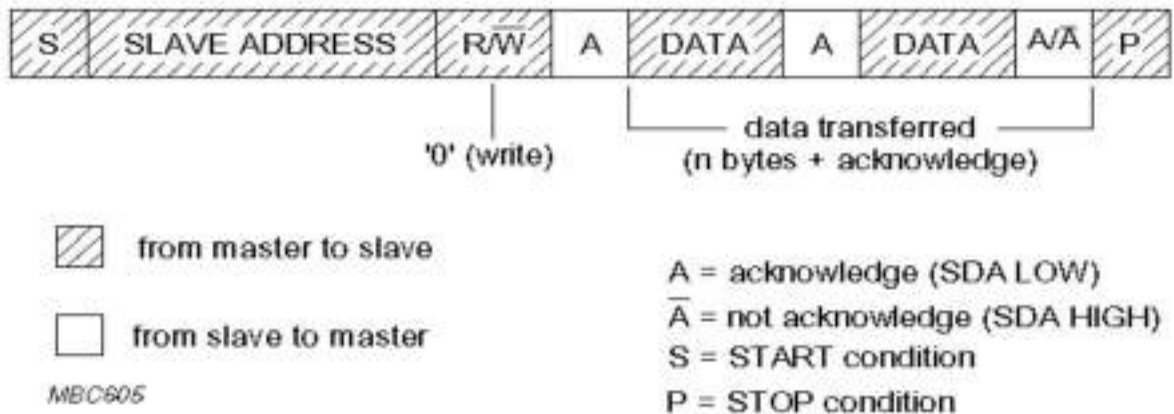 S SLAVE ADDRESS R/W̅ A DATA A DATA A/A̅ P
'0' (write)
data transferred
(n bytes + acknowledge)
from master to slave
from slave to master
MBC605
A = acknowledge (SDA LOW)
A̅ = not acknowledge (SDA HIGH)
S = START condition
P = STOP condition